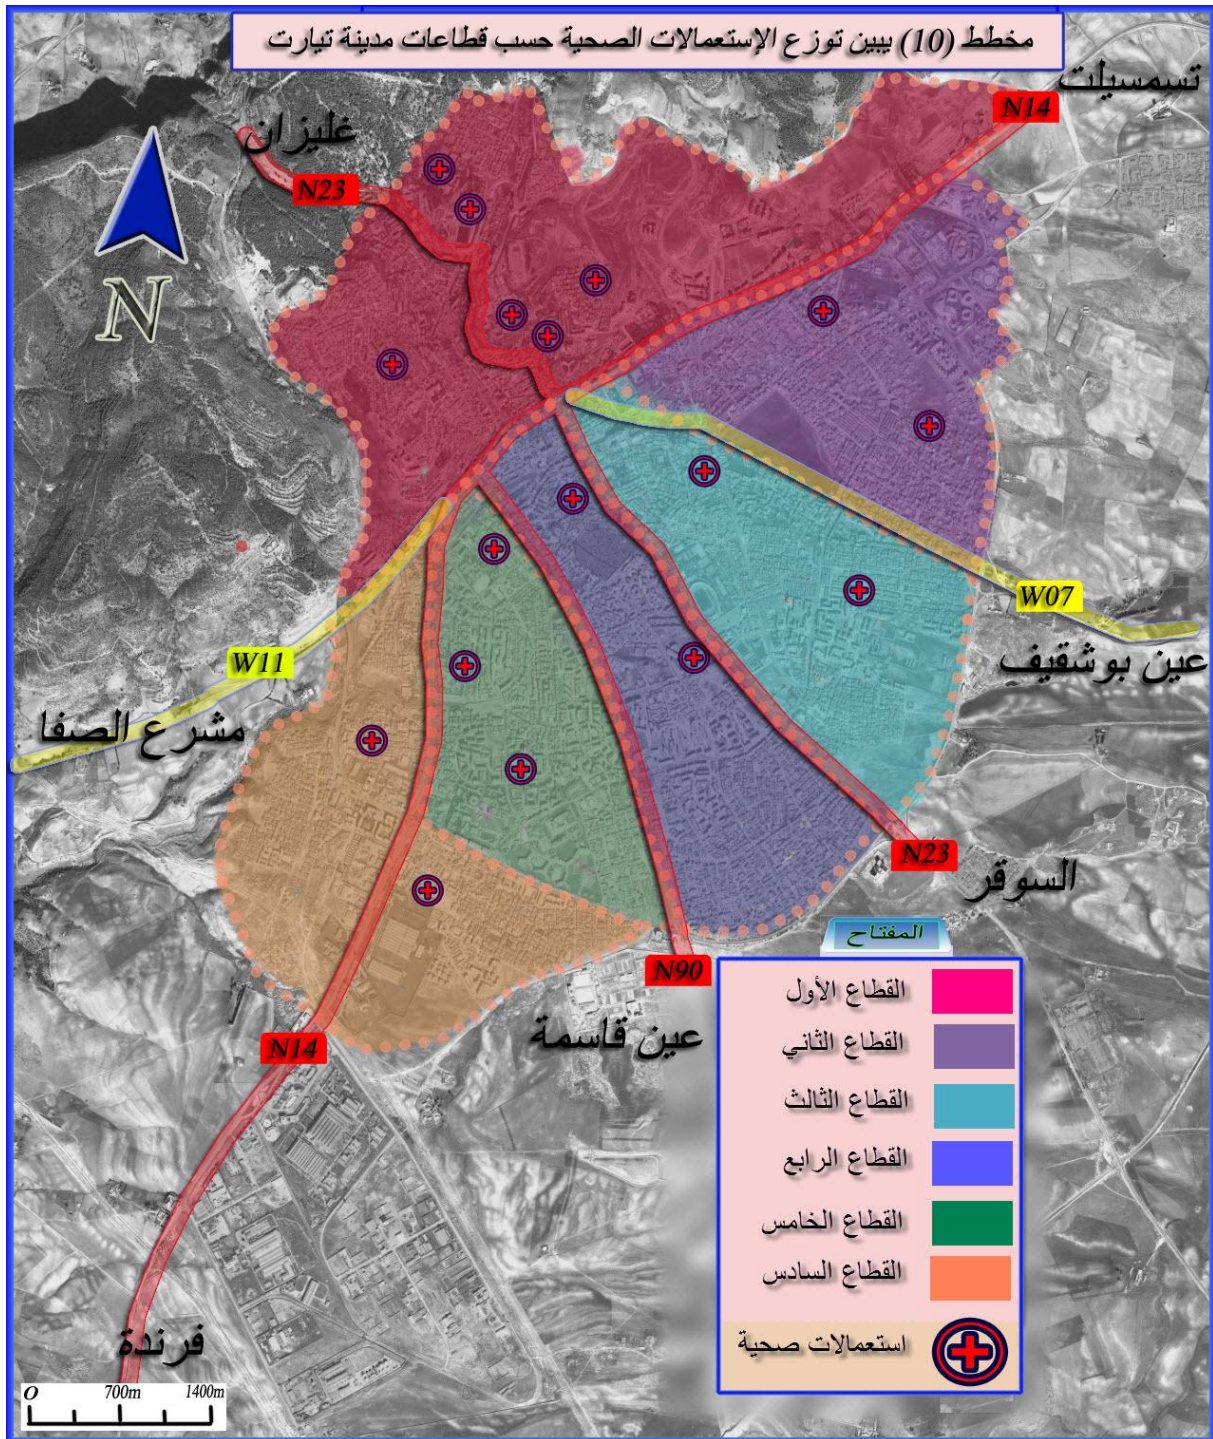 مخطط (10) يبين توزع الإستعمالات الصحية حسب قطاعات مدينة تيارت
تسمسيلت
N14
غليزان
N23
N
W07
W11
عين بوشقيف
مشرع الصفا
N23
السوقر
المفتاح
N90
القطاع الأول
عين قاسمة
القطاع الثاني
N14
القطاع الثالث
القطاع الرابع
القطاع الخامس
القطاع السادس
استعمالات صحية
فرندة
O 700m 1400m